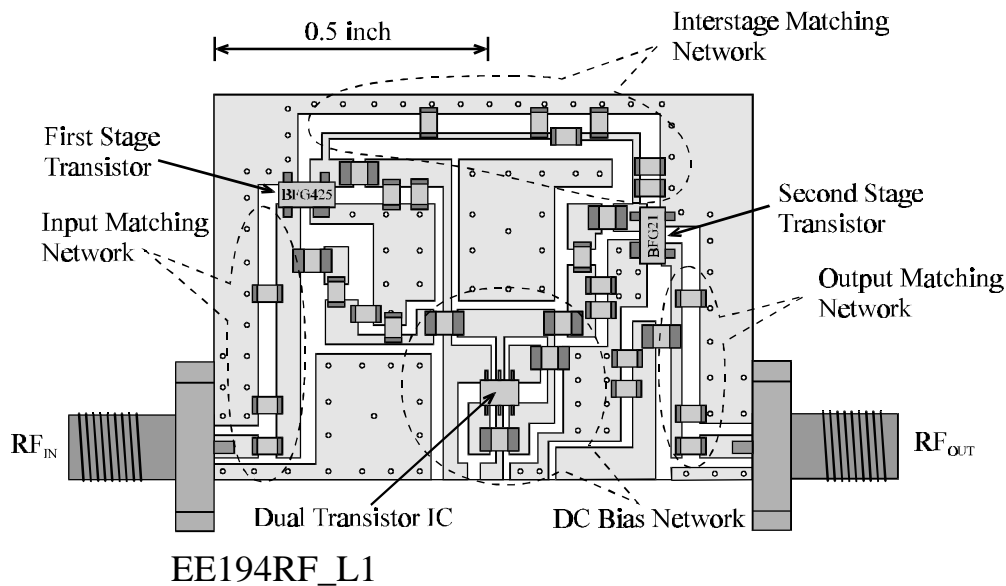 0.5 inch
Interstage Matching
Network
First Stage
Transistor
BFG425
Second Stage
Transistor
BFG21
Input Matching
Network
Output Matching
Network
RF_IN
RF_OUT
Dual Transistor IC
DC Bias Network
EE194RF_L1